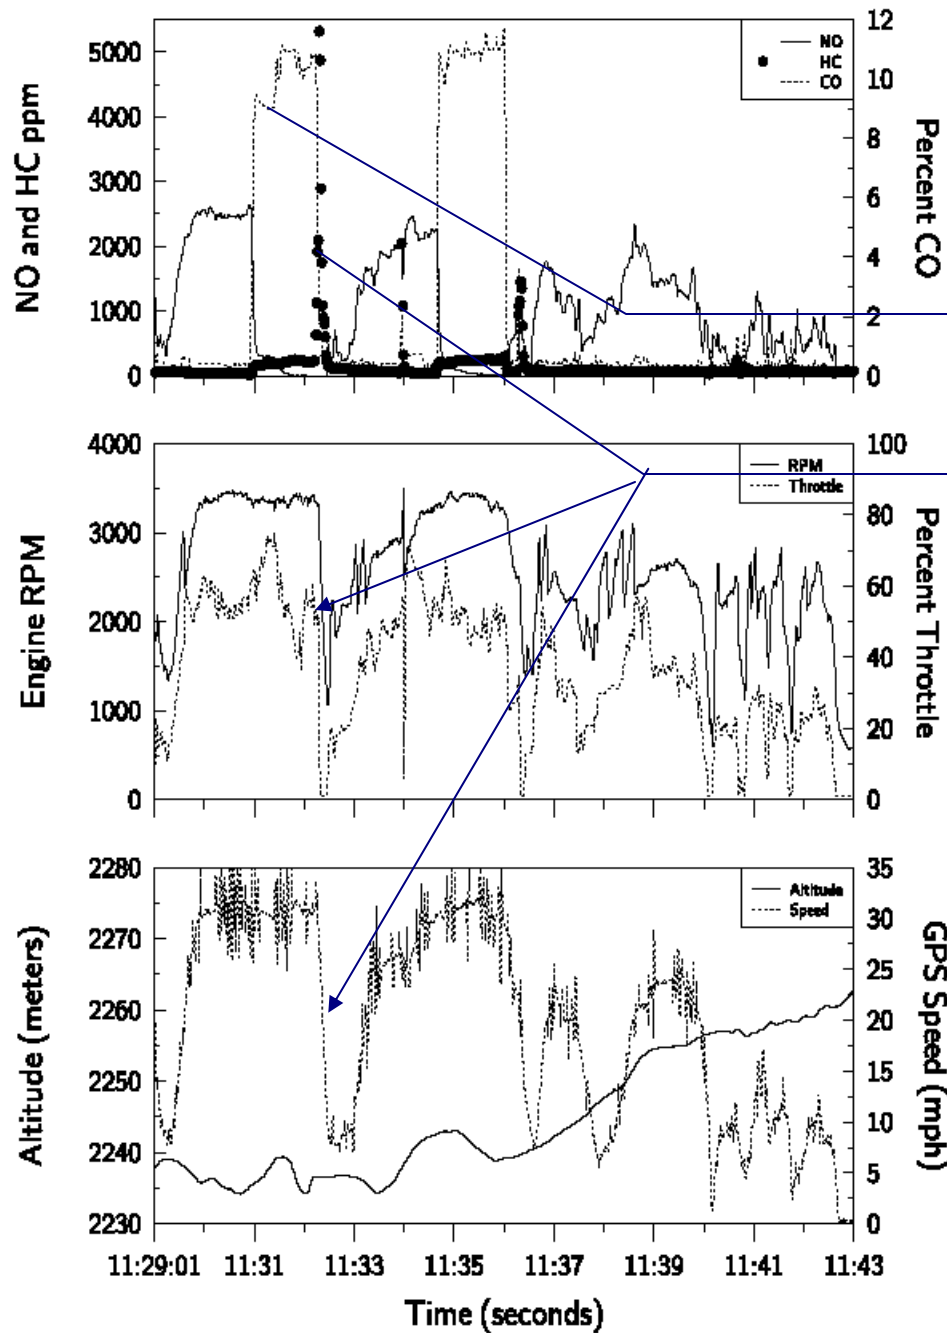 NO and HC ppm
5000
4000
3000
2000
1000
0
NO
HC
CO
12
10
8
6
4
2
0
Percent CO
Engine RPM
4000
3000
2000
1000
0
RPM
Throttle
100
80
60
40
20
0
Percent Throttle
Altitude (meters)
2280
2270
2260
2250
2240
2230
Altitude
Speed
35
30
25
20
15
10
5
0
GPS Speed (mph)
11:29:01 11:31 11:33 11:35 11:37 11:39 11:41 11:43
Time (seconds)